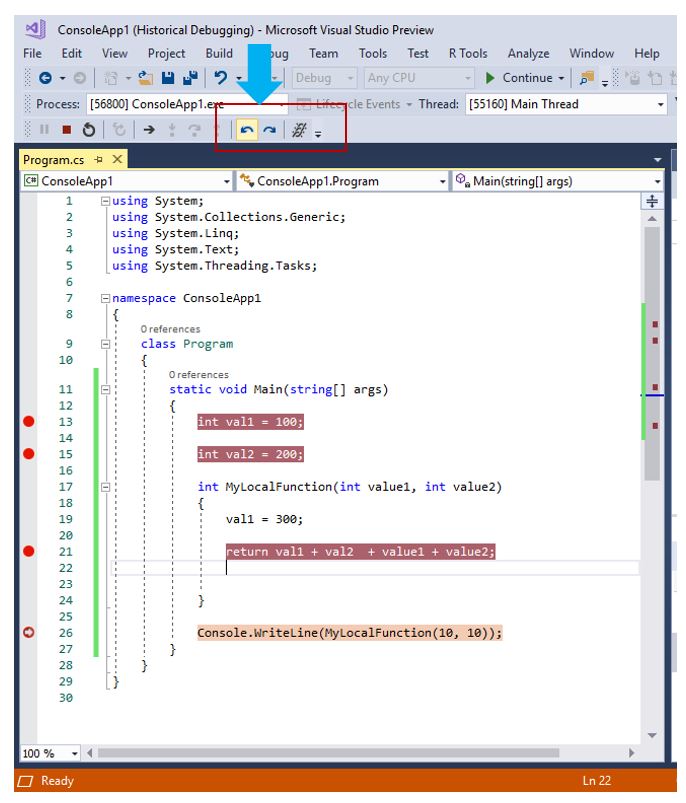 ConsoleApp1 (Historical Debugging) - Microsoft Visual Studio Preview
File Edit View Project Build bug Team Tools Test R Tools Analyze Window Help
Debug Any CPU Continue
Process: [56800] ConsoleApp1.exe Lifecycle Events Thread: [55160] Main Thread
Program.cs
C# ConsoleApp1 ConsoleApp1.Program Main(string[] args)
1 using System;
2 using System.Collections.Generic;
3 using System.Linq;
4 using System.Text;
5 using System.Threading.Tasks;
6
7 namespace ConsoleApp1
8 {
0 references
9 class Program
10 {
0 references
11 static void Main(string[] args)
12 {
13 int val1 = 100;
14
15 int val2 = 200;
16
17 int MyLocalFunction(int value1, int value2)
18 {
19 val1 = 300;
20
21 return val1 + val2  + value1 + value2;
22
23
24 }
25
26 Console.WriteLine(MyLocalFunction(10, 10));
27 }
28 }
29 }
30
100 %
Ready Ln 22